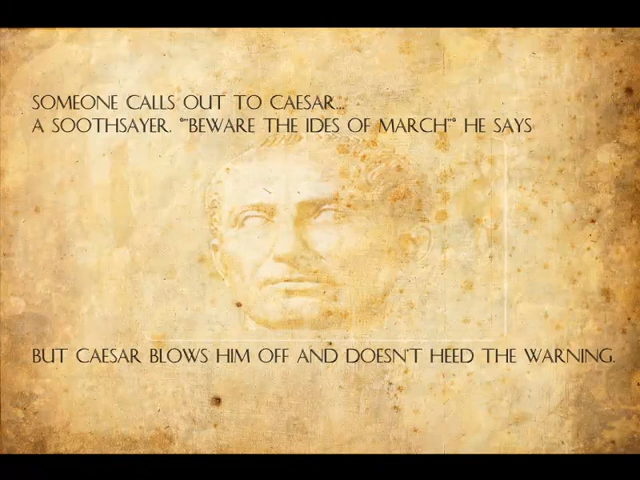 SOMEONE CALLS OUT TO CAESAR...
A SOOTHSAYER. °"BEWARE THE IDES OF MARCH"° HE SAYS
BUT CAESAR BLOWS HIM OFF AND DOESN'T HEED THE WARNING.